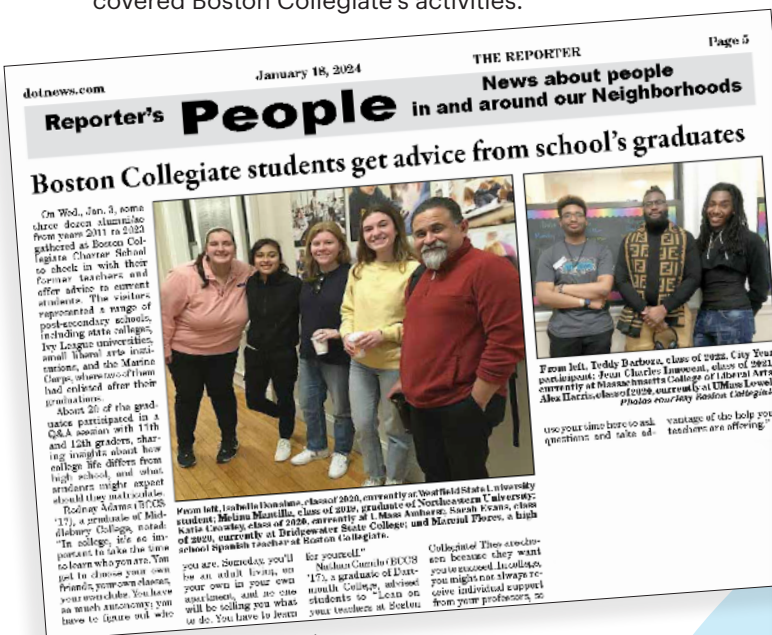 covered Boston Collegiate's activities.
dotnews.com
January 18, 2024
THE REPORTER
Page 5
Reporter's People News about people
in and around our Neighborhoods
Boston Collegiate students get advice from school's graduates
On Wed., Jan. 3, some
three dozen alumni/ae
from years 2011 to 2023
gathered at Boston Col-
legiate Charter School
to check in with their
former teachers and
offer advice to current
students. The visitors
represented a range of
post-secondary schools,
including state colleges,
Ivy League universities,
small liberal arts insti-
tutions, and the Marine
Corps, where two of them
had enlisted after their
graduations.
About 20 of the grad-
uates participated in a
Q&A session with 11th
and 12th graders, shar-
ing insights about how
college life differs from
high school, and what
students might expect
should they matriculate.
Rodney Adams (BCCS
'17), a graduate of Mid-
dlebury College, noted:
"In college, it's so im-
portant to take the time
to learn who you are. You
get to choose your own
friends, your own classes,
your own clubs. You have
so much autonomy; you
have to figure out who
you are. Someday, you'll
be an adult living, on
your own in your own
apartment, and no one
will be telling you what
to do. You have to learn
for yourself."
Nathan (BCCS
'17), a graduate of Dart-
mouth College, advised
students to "Lean on
your teachers at Boston
Collegiate! They are cho-
sen because they want
you to succeed. In college,
you might not always re-
ceive individual support
from your professors, so
use your time here to ask
questions and take ad-
vantage of the help your
teachers are offering."
From left, Isabella Donahue, class of 2020, currently at Westfield State University
student; Melina Mantilla, class of 2019, graduate of Northeastern University;
Katie Crowley, class of 2020, currently at UMass Amherst; Sarah Evans, class
of 2020, currently at Bridgewater State College; and Marcial Flores, a high
school Spanish teacher at Boston Collegiate.
From left, Teddy Barboza, class of 2022, City Year
participant; Jean Charles Innocent, class of 2021,
currently at Massachusetts College of Liberal Arts;
Alex Harris, class of 2020, currently at UMass Lowell.
Photos courtesy Boston Collegiate